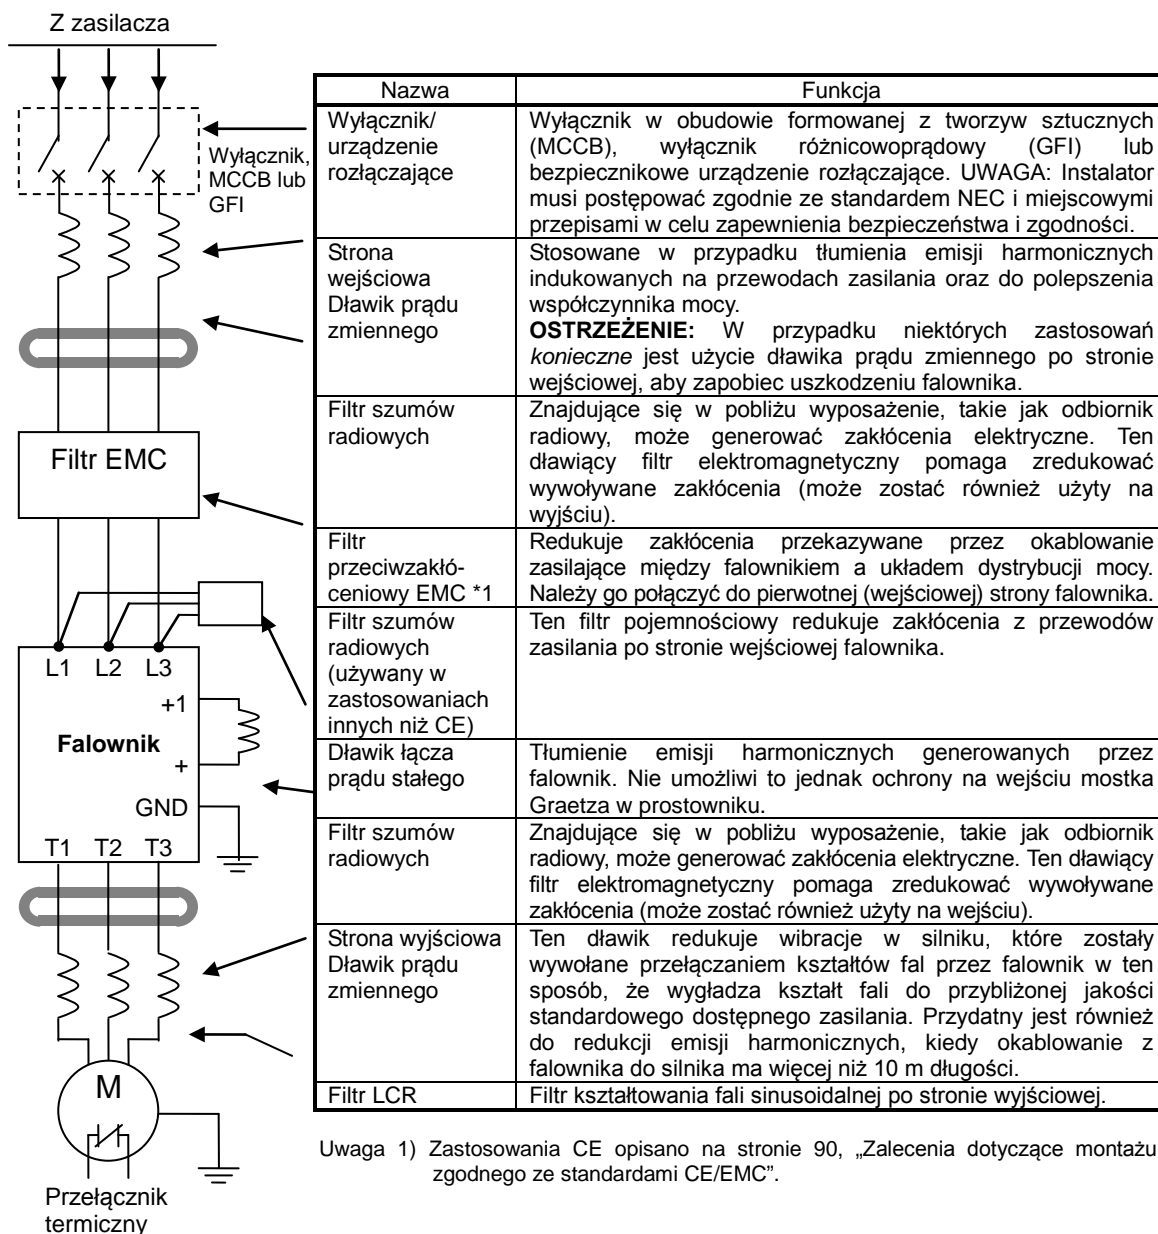 Z zasilacza
Wyłącznik,
MCCB lub
GFI
Filtr EMC
L1 L2 L3
+1
Falownik
+
GND
T1 T2 T3
M
Przełącznik
termiczny
Nazwa Funkcja
Wyłącznik/
urządzenie
rozłączające
Wyłącznik w obudowie formowanej z tworzyw sztucznych
(MCCB), wyłącznik różnicowoprądowy (GFI) lub
bezpiecznikowe urządzenie rozłączające. UWAGA: Instalator
musi postępować zgodnie ze standardem NEC i miejscowymi
przepisami w celu zapewnienia bezpieczeństwa i zgodności.
Strona
wejściowa
Dławik prądu
zmiennego
Stosowane w przypadku tłumienia emisji harmonicznych
indukowanych na przewodach zasilania oraz do polepszenia
współczynnika mocy.
OSTRZEŻENIE: W przypadku niektórych zastosowań
konieczne jest użycie dławika prądu zmiennego po stronie
wejściowej, aby zapobiec uszkodzeniu falownika.
Filtr szumów
radiowych
Znajdujące się w pobliżu wyposażenie, takie jak odbiornik
radiowy, może generować zakłócenia elektryczne. Ten
dławiący filtr elektromagnetyczny pomaga zredukować
wywoływane zakłócenia (może zostać również użyty na
wyjściu).
Filtr
przeciwzakłó-
ceniowy EMC *1
Redukuje zakłócenia przekazywane przez okablowanie
zasilające między falownikiem a układem dystrybucji mocy.
Należy go połączyć do pierwotnej (wejściowej) strony falownika.
Filtr szumów
radiowych
(używany w
zastosowaniach
innych niż CE)
Ten filtr pojemnościowy redukuje zakłócenia z przewodów
zasilania po stronie wejściowej falownika.
Dławik łącza
prądu stałego
Tłumienie emisji harmonicznych generowanych przez
falownik. Nie umożliwi to jednak ochrony na wejściu mostka
Graetza w prostowniku.
Filtr szumów
radiowych
Znajdujące się w pobliżu wyposażenie, takie jak odbiornik
radiowy, może generować zakłócenia elektryczne. Ten dławiący
filtr elektromagnetyczny pomaga zredukować wywoływane
zakłócenia (może zostać również użyty na wejściu).
Strona wyjściowa
Dławik prądu
zmiennego
Ten dławik redukuje wibracje w silniku, które zostały
wywołane przełączaniem kształtów fal przez falownik w ten
sposób, że wygładza kształt fali do przybliżonej jakości
standardowego dostępnego zasilania. Przydatny jest również
do redukcji emisji harmonicznych, kiedy okablowanie z
falownika do silnika ma więcej niż 10 m długości.
Filtr LCR
Filtr kształtowania fali sinusoidalnej po stronie wyjściowej.
Uwaga 1) Zastosowania CE opisano na stronie 90, „Zalecenia dotyczące montażu
zgodnego ze standardami CE/EMC”.